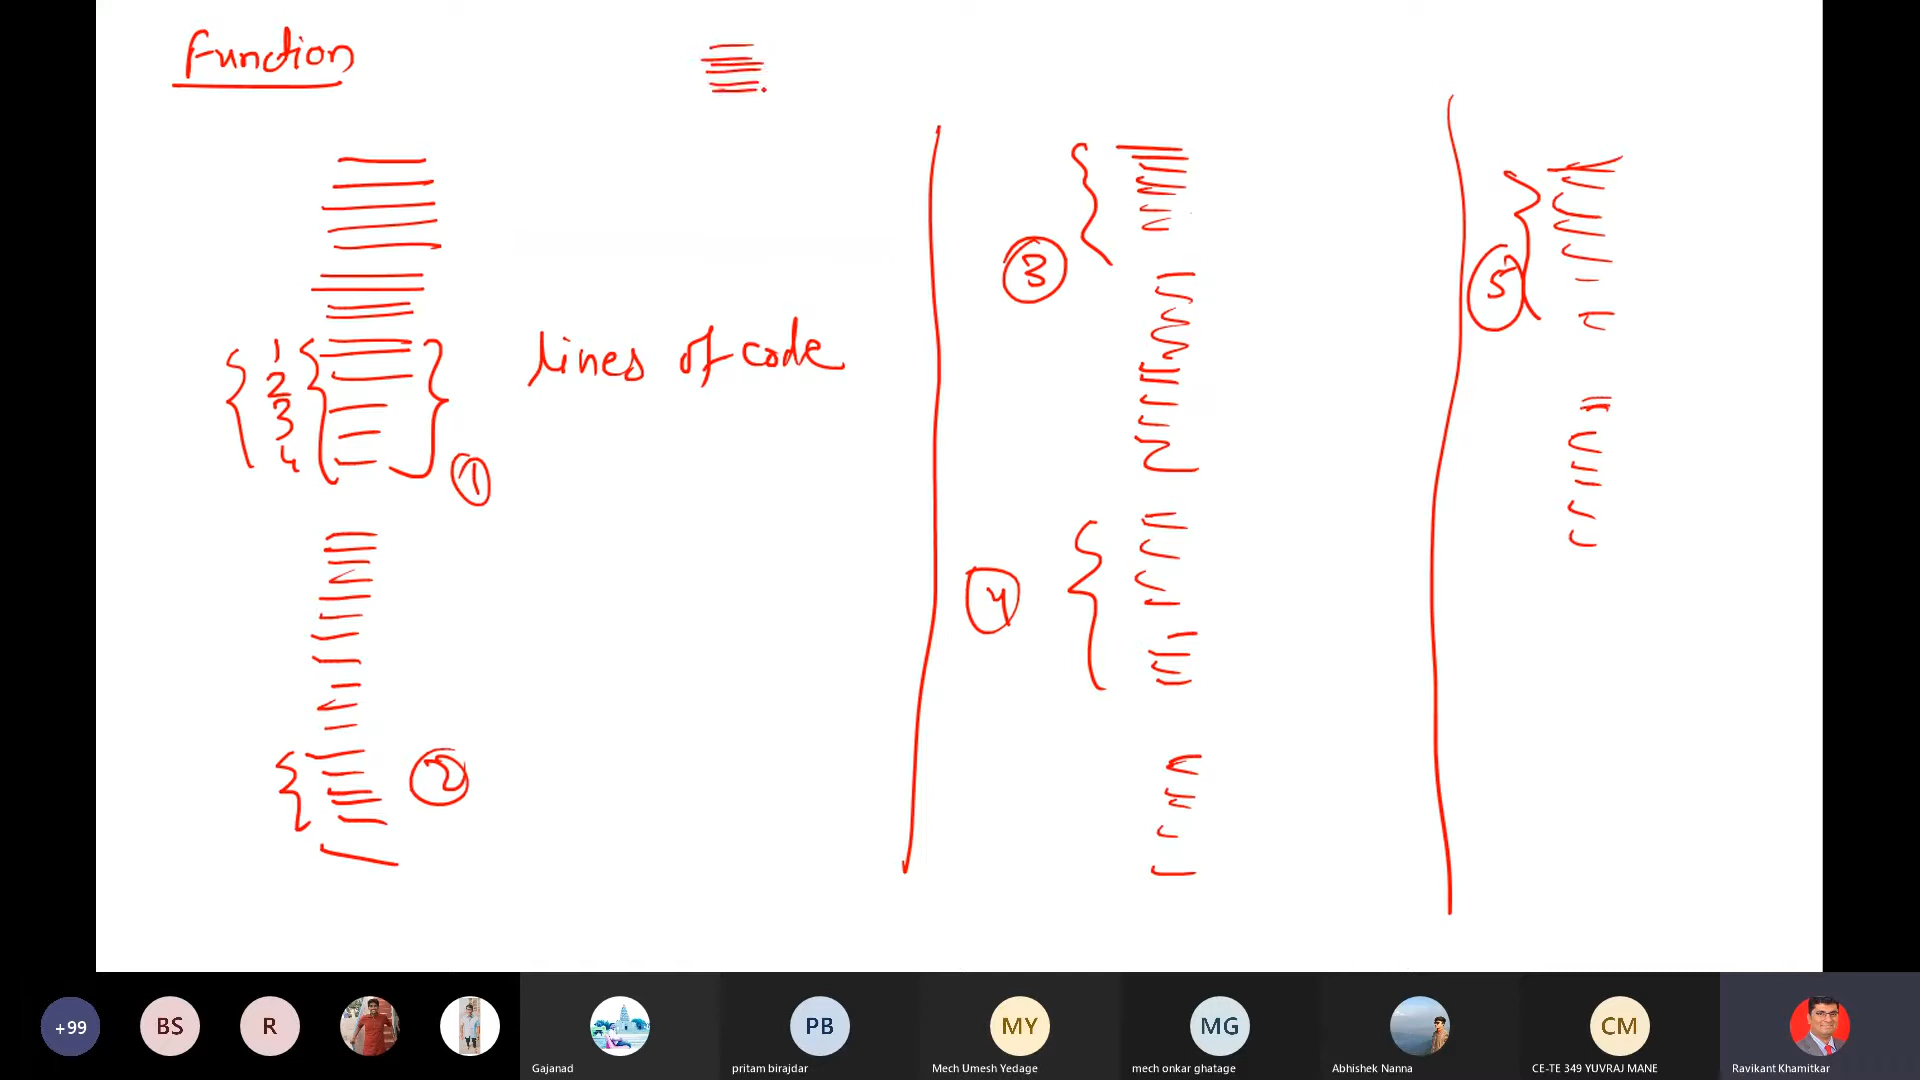 Function
lines of code
1
2
3
4
1
2
3
4
5
+99
BS
R
PB
MY
MG
CM
Gajanad
pritam birajdar
Mech Umesh Yedage
mech onkar ghatage
Abhishek Nanna
CE-TE 349 YUVRAJ MANE
Ravikant Khamitkar